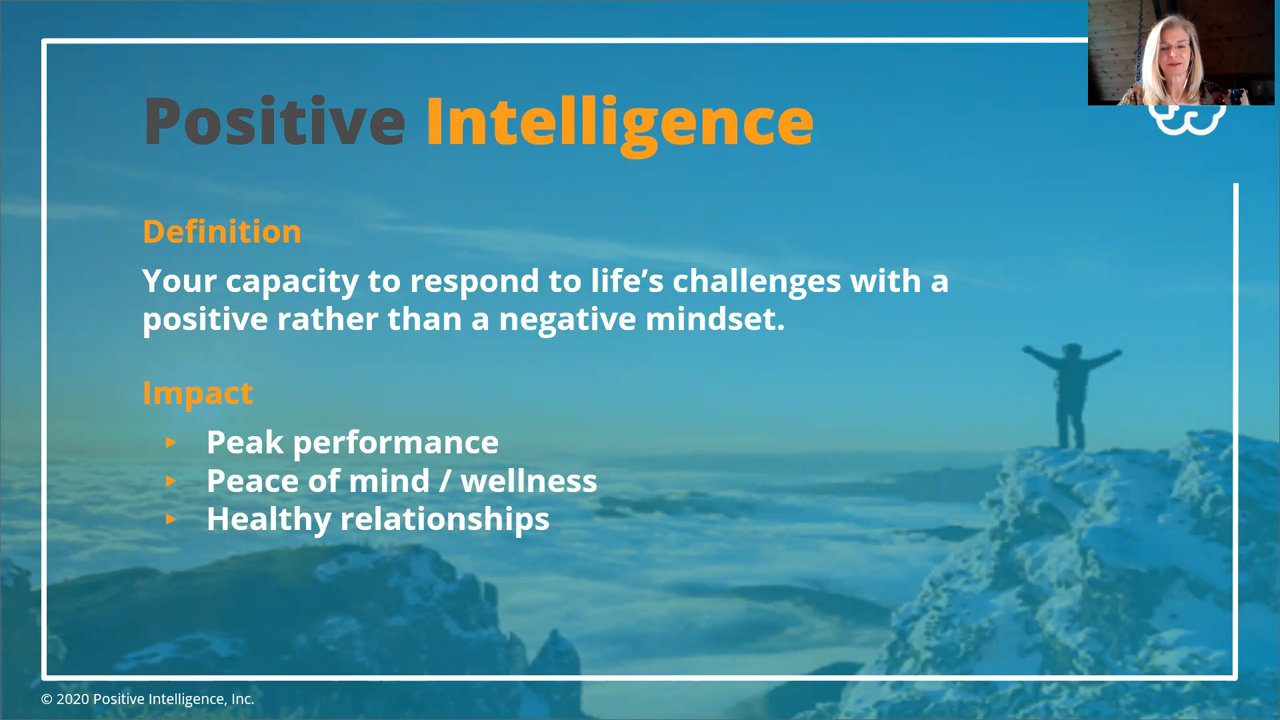 Positive Intelligence
Definition
Your capacity to respond to life’s challenges with a
positive rather than a negative mindset.
Impact
Peak performance
Peace of mind / wellness
Healthy relationships
© 2020 Positive Intelligence, Inc.